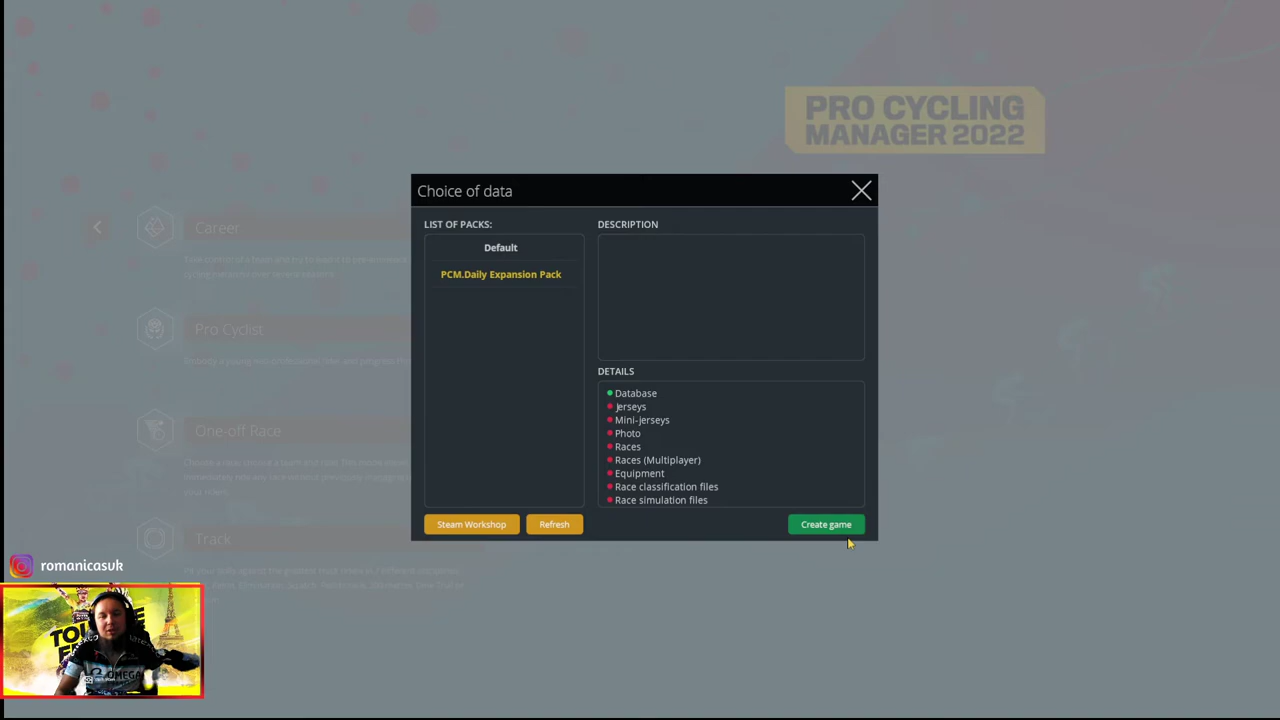 PRO CYCLING
MANAGER 2022
Choice of data
LIST OF PACKS:
Default
PCM.Daily Expansion Pack
Steam Workshop
Refresh
DESCRIPTION
DETAILS
Database
Jerseys
Mini-jerseys
Photo
Races
Races (Multiplayer)
Equipment
Race classification files
Race simulation files
Create game
Career
Pro Cyclist
One-off Race
Track
romanicasvk
OMEGA